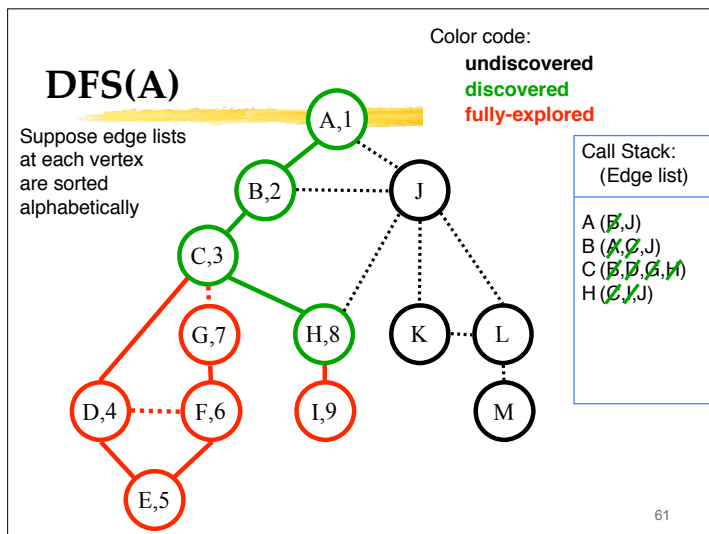 Color code:
undiscovered
discovered
fully-explored
DFS(A)
Suppose edge lists
at each vertex
are sorted
alphabetically
A,1
B,2
J
C,3
G,7
H,8
K
L
D,4
F,6
I,9
M
E,5
Call Stack:
(Edge list)
A (B,J)
B (A,C,J)
C (B,D,G,H)
H (C,I,J)
61